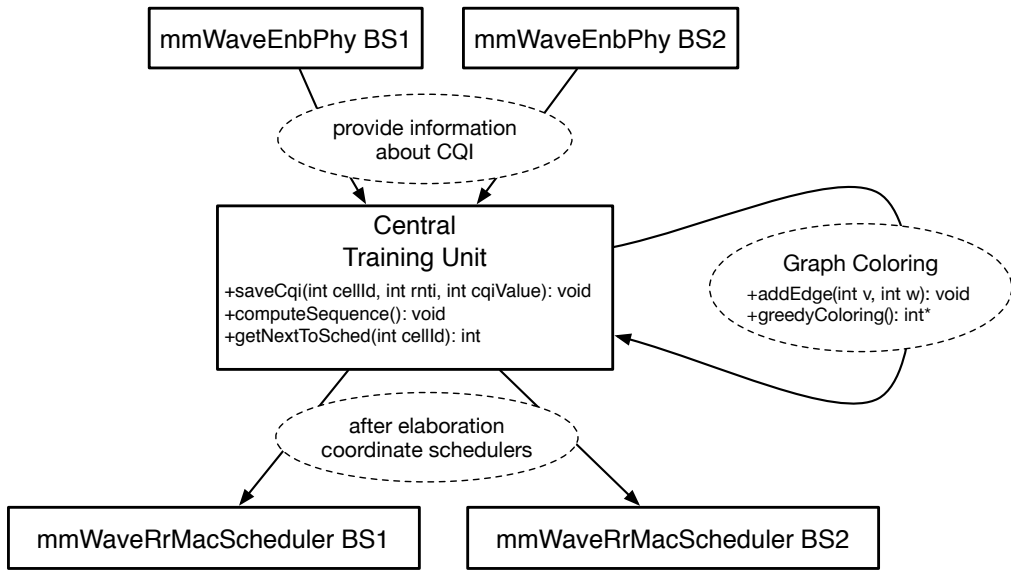 mmWaveEnbPhy BS1
mmWaveEnbPhy BS2
provide information
about CQI
Central
Training Unit
+saveCqi(int cellId, int rnti, int cqiValue): void
+computeSequence(): void
+getNextToSched(int cellId): int
Graph Coloring
+addEdge(int v, int w): void
+greedyColoring(): int*
after elaboration
coordinate schedulers
mmWaveRrMacScheduler BS1
mmWaveRrMacScheduler BS2